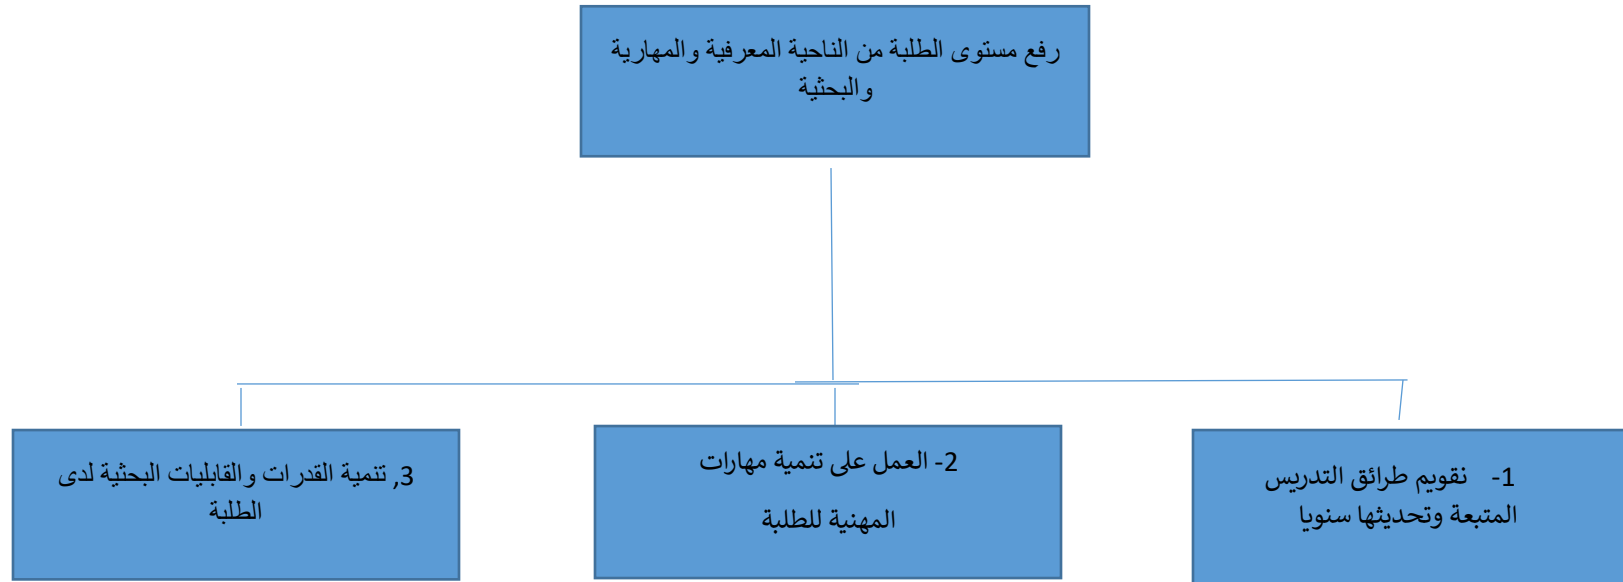 رفع مستوى الطلبة من الناحية المعرفية والمهارية
والبحثية
1- نقويم طرائق التدريس
المتبعة وتحديثها سنويا
2- العمل على تنمية مهارات
المهنية للطلبة
3, تنمية القدرات والقابليات البحثية لدى
الطلبة